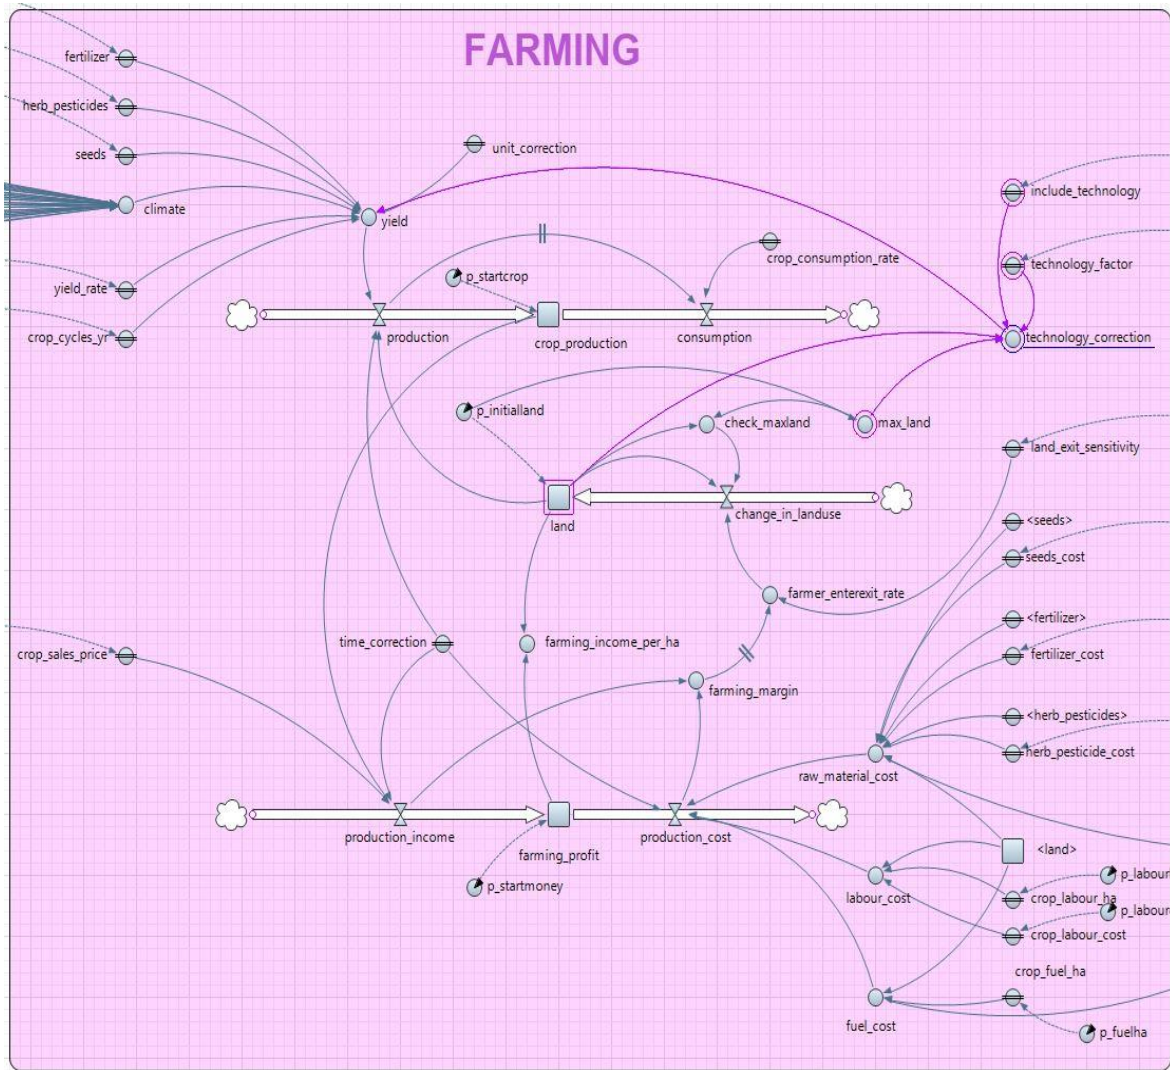 FARMING
fertilizer
herb_pesticides
seeds
climate
yield_rate
crop_cycles_yr
unit_correction
yield
include_technology
technology_factor
technology_correction
crop_consumption_rate
p_startcrop
production
crop_production
consumption
p_initialland
check_maxland
max_land
land_exit_sensitivity
land
change_in_landuse
<seeds>
seeds_cost
farmer_enterexit_rate
<fertilizer>
fertilizer_cost
time_correction
farming_income_per_ha
crop_sales_price
farming_margin
<herb_pesticides>
herb_pesticide_cost
raw_material_cost
production_income
farming_profit
production_cost
<land>
p_startmoney
labour_cost
p_labour
crop_labour_ha
p_labour
crop_labour_cost
crop_fuel_ha
fuel_cost
p_fuelha